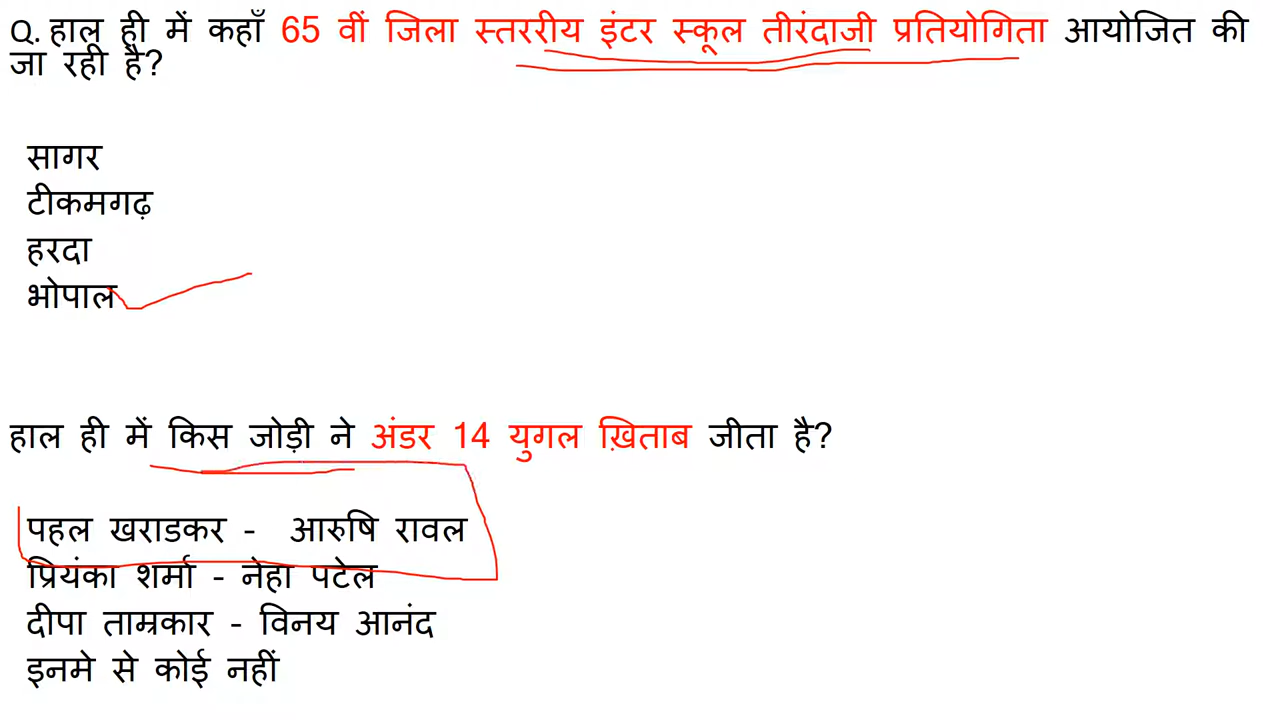 Q. हाल ही में कहाँ 65 वीं जिला स्तररीय इंटर स्कूल तीरंदाजी प्रतियोगिता आयोजित की
जा रही है?
सागर
टीकमगढ़
हरदा
भोपाल
हाल ही में किस जोड़ी ने अंडर 14 युगल ख़िताब जीता है?
पहल खराडकर - आरुषि रावल
प्रियंका शर्मा - नेहा पटेल
दीपा ताम्रकार - विनय आनंद
इनमे से कोई नहीं